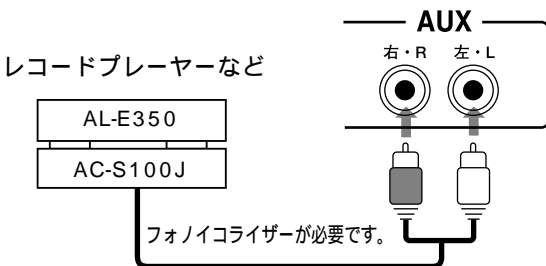 AUX
右・R 左・L
レコードプレーヤーなど
AL-E350
AC-S100J
フォノイコライザーが必要です。